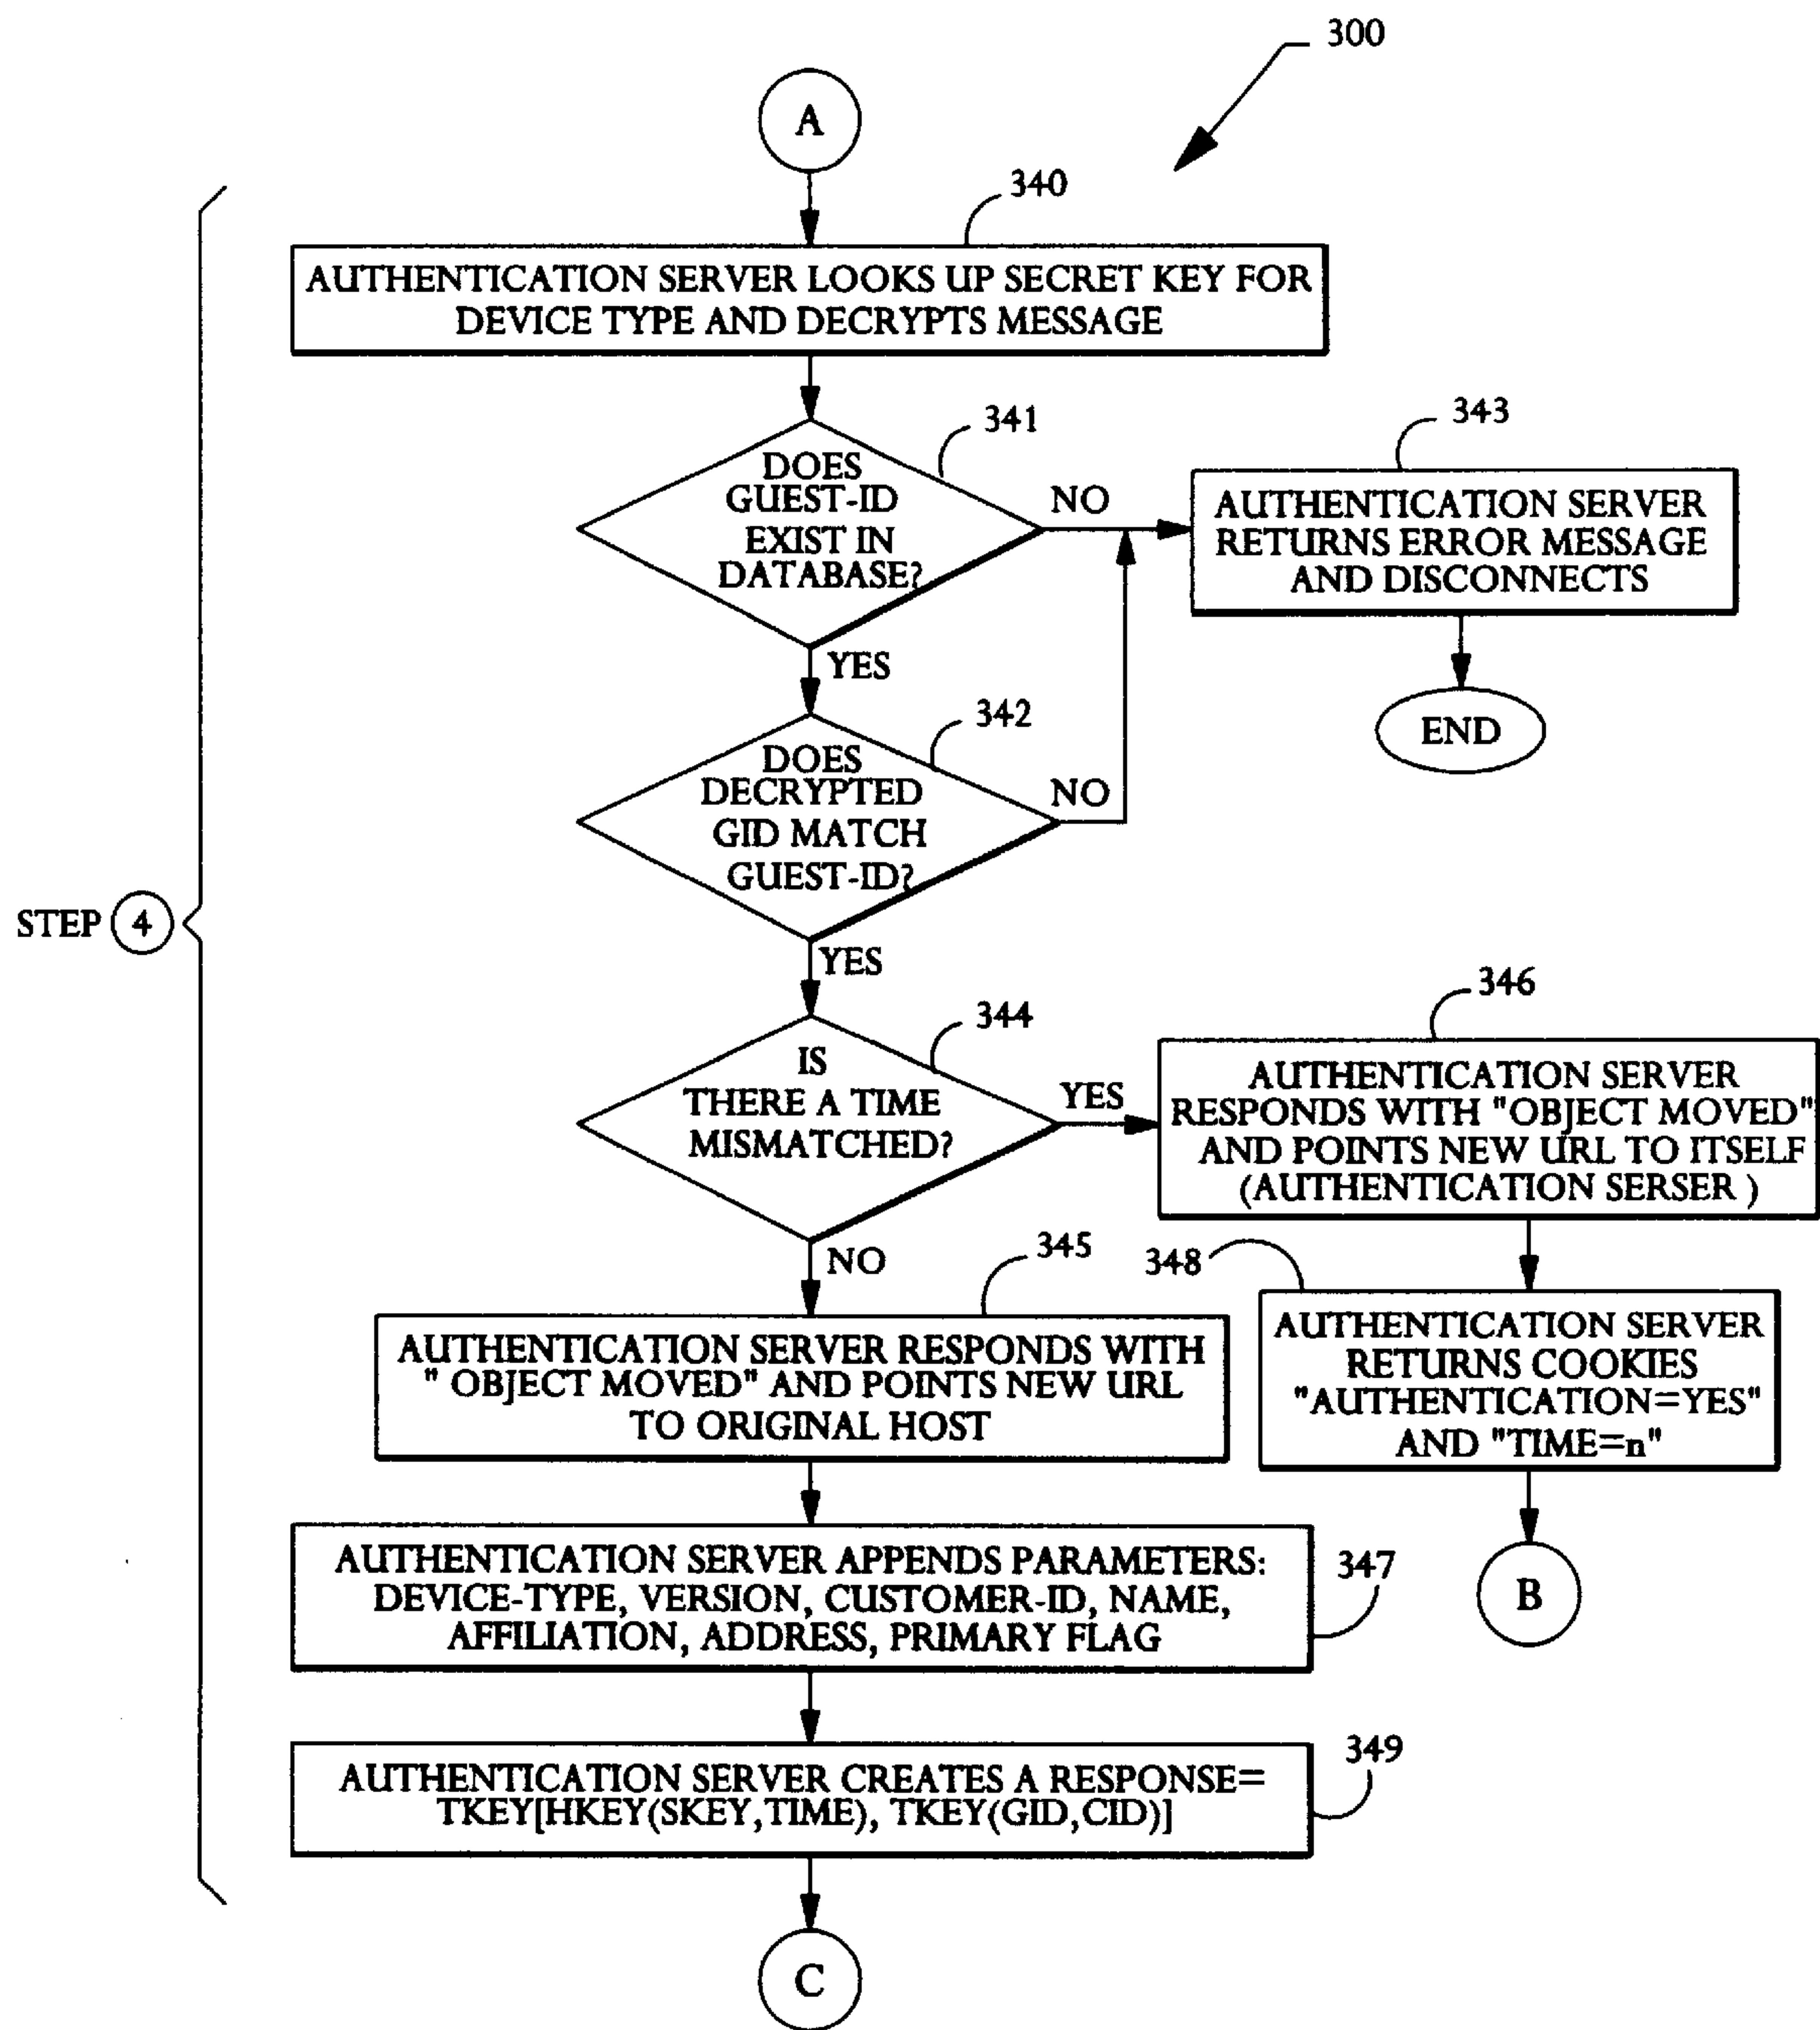 300
A
340
AUTHENTICATION SERVER LOOKS UP SECRET KEY FOR
DEVICE TYPE AND DECRYPTS MESSAGE
341
DOES
GUEST-ID
EXIST IN
DATABASE?
NO
YES
343
AUTHENTICATION SERVER
RETURNS ERROR MESSAGE
AND DISCONNECTS
END
342
DOES
DECRYPTED
GID MATCH
GUEST-ID?
NO
YES
STEP 4
344
IS
THERE A TIME
MISMATCHED?
YES
NO
346
AUTHENTICATION SERVER
RESPONDS WITH "OBJECT MOVED"
AND POINTS NEW URL TO ITSELF
(AUTHENTICATION SERSER )
348
AUTHENTICATION SERVER
RETURNS COOKIES
"AUTHENTICATION=YES"
AND "TIME=n"
B
345
AUTHENTICATION SERVER RESPONDS WITH
" OBJECT MOVED" AND POINTS NEW URL
TO ORIGINAL HOST
347
AUTHENTICATION SERVER APPENDS PARAMETERS:
DEVICE-TYPE, VERSION, CUSTOMER-ID, NAME,
AFFILIATION, ADDRESS, PRIMARY FLAG
349
AUTHENTICATION SERVER CREATES A RESPONSE=
TKEY[HKEY(SKEY,TIME), TKEY(GID,CID)]
C